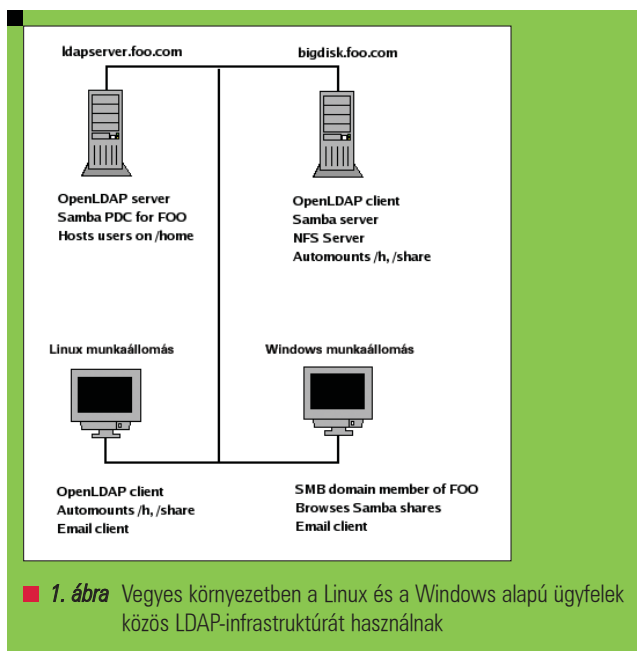 ldapserver.foo.com
bigdisk.foo.com
OpenLDAP server
Samba PDC for FOO
Hosts users on /home
OpenLDAP client
Samba server
NFS Server
Automounts /h, /share
Linux munkaállomás
Windows munkaállomás
OpenLDAP client
Automounts /h, /share
Email client
SMB domain member of FOO
Browses Samba shares
Email client
1. ábra Vegyes környezetben a Linux és a Windows alapú ügyfelek
közös LDAP-infrastruktúrát használnak